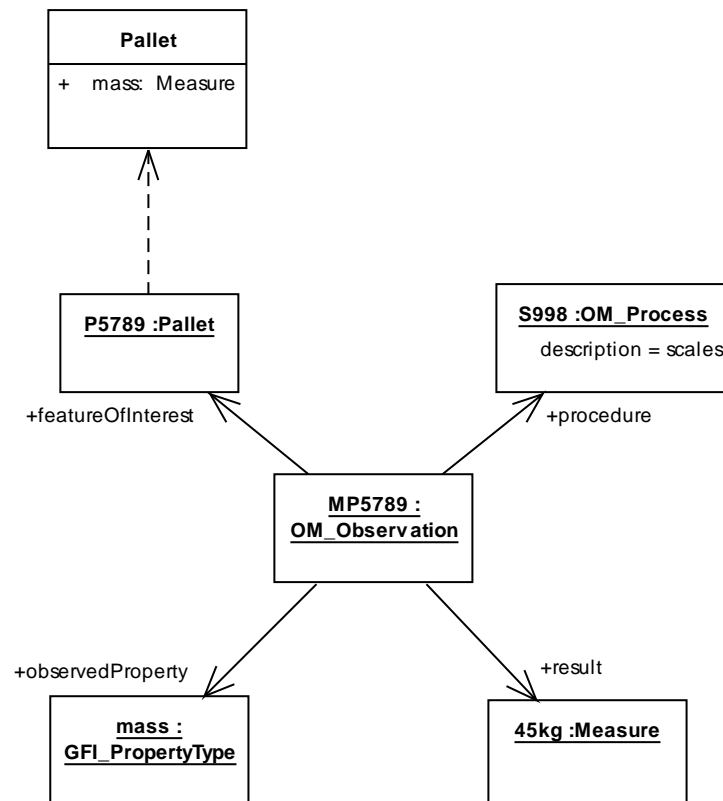 Pallet
+ mass: Measure
P5789 :Pallet
S998 :OM_Process
description = scales
+featureOfInterest
+procedure
MP5789 :
OM_Observation
+observedProperty
+result
mass :
GFI_PropertyType
45kg :Measure